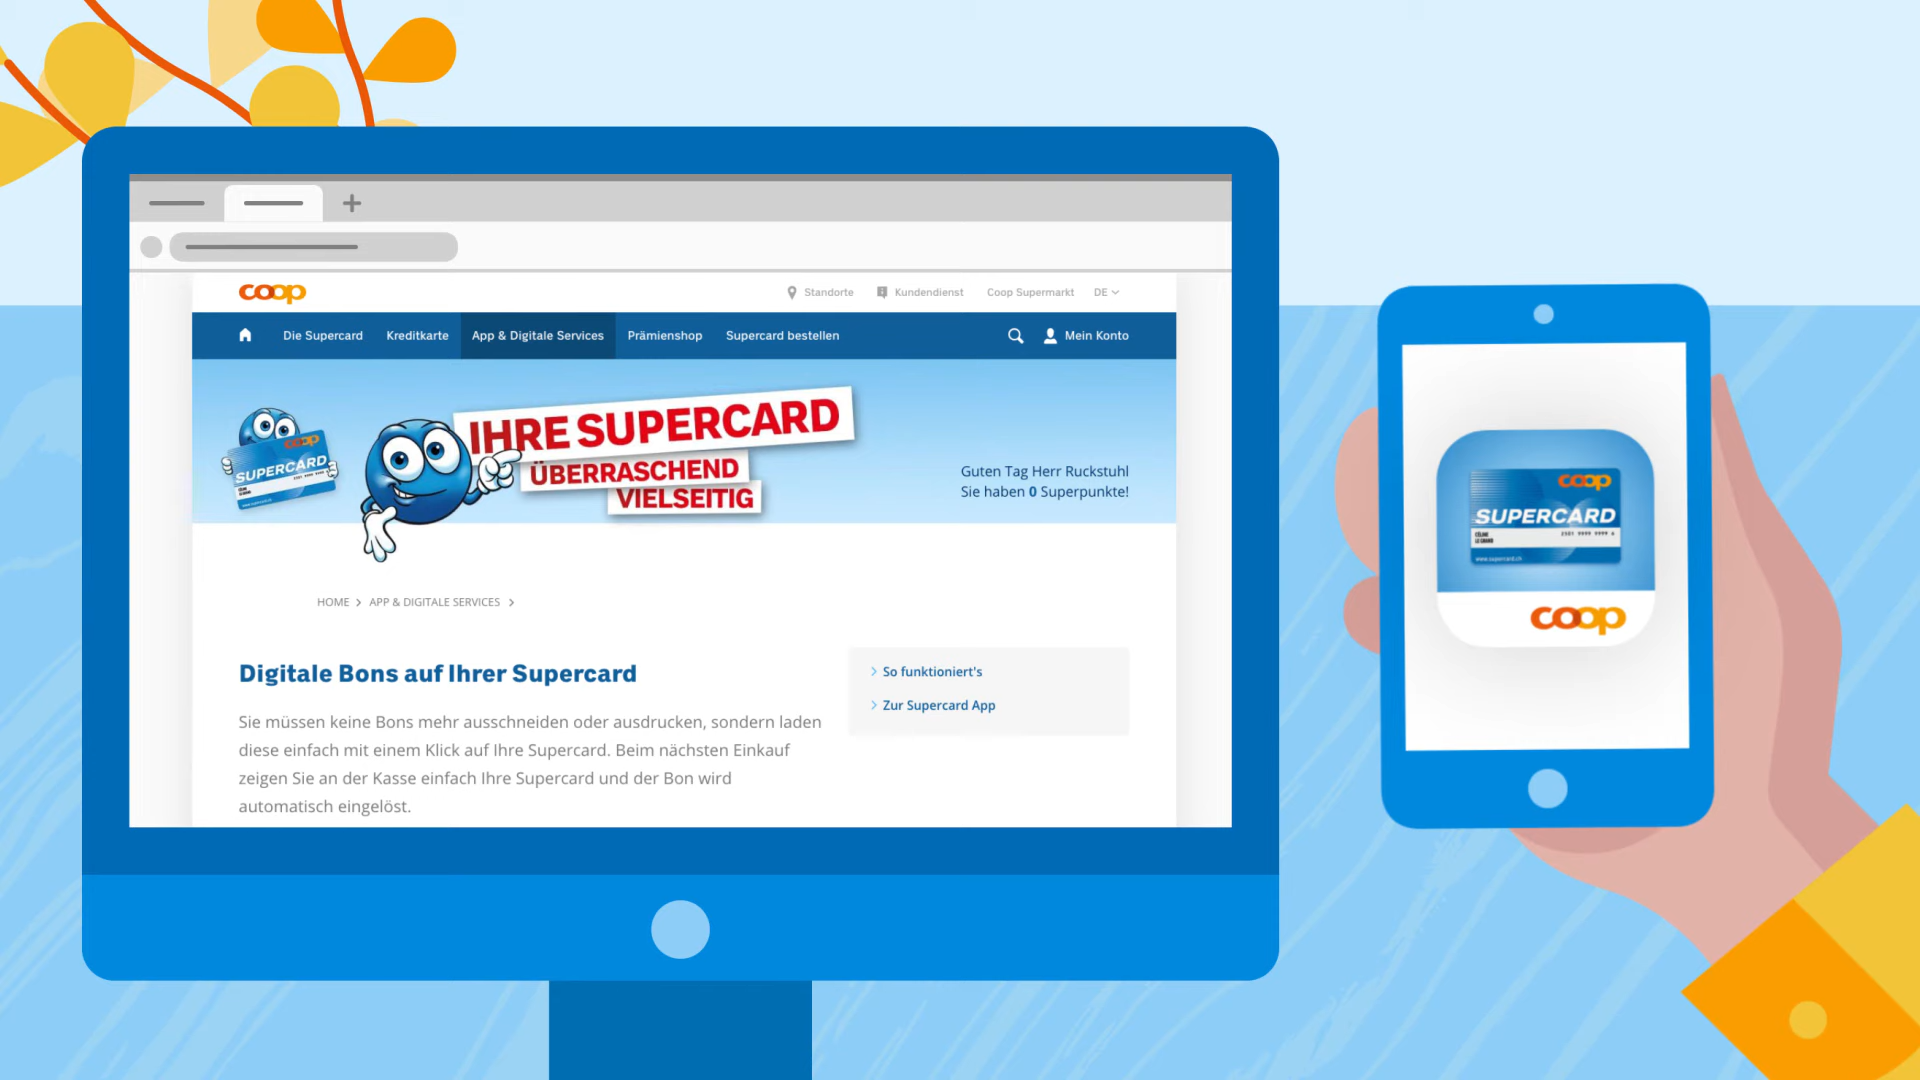 coop
Standorte
Kundendienst
Coop Supermarkt
DE
Die Supercard
Kreditkarte
App & Digitale Services
Prämienshop
Supercard bestellen
Mein Konto
coop
SUPERCARD
IHRE SUPERCARD
ÜBERRASCHEND
VIELSEITIG
Guten Tag Herr Ruckstuhl
Sie haben 0 Superpunkte!
HOME > APP & DIGITALE SERVICES >
Digitale Bons auf Ihrer Supercard
Sie müssen keine Bons mehr ausschneiden oder ausdrucken, sondern laden
diese einfach mit einem Klick auf Ihre Supercard. Beim nächsten Einkauf
zeigen Sie an der Kasse einfach Ihre Supercard und der Bon wird
automatisch eingelöst.
So funktioniert's
Zur Supercard App
coop
SUPERCARD
www.supercard.ch
coop